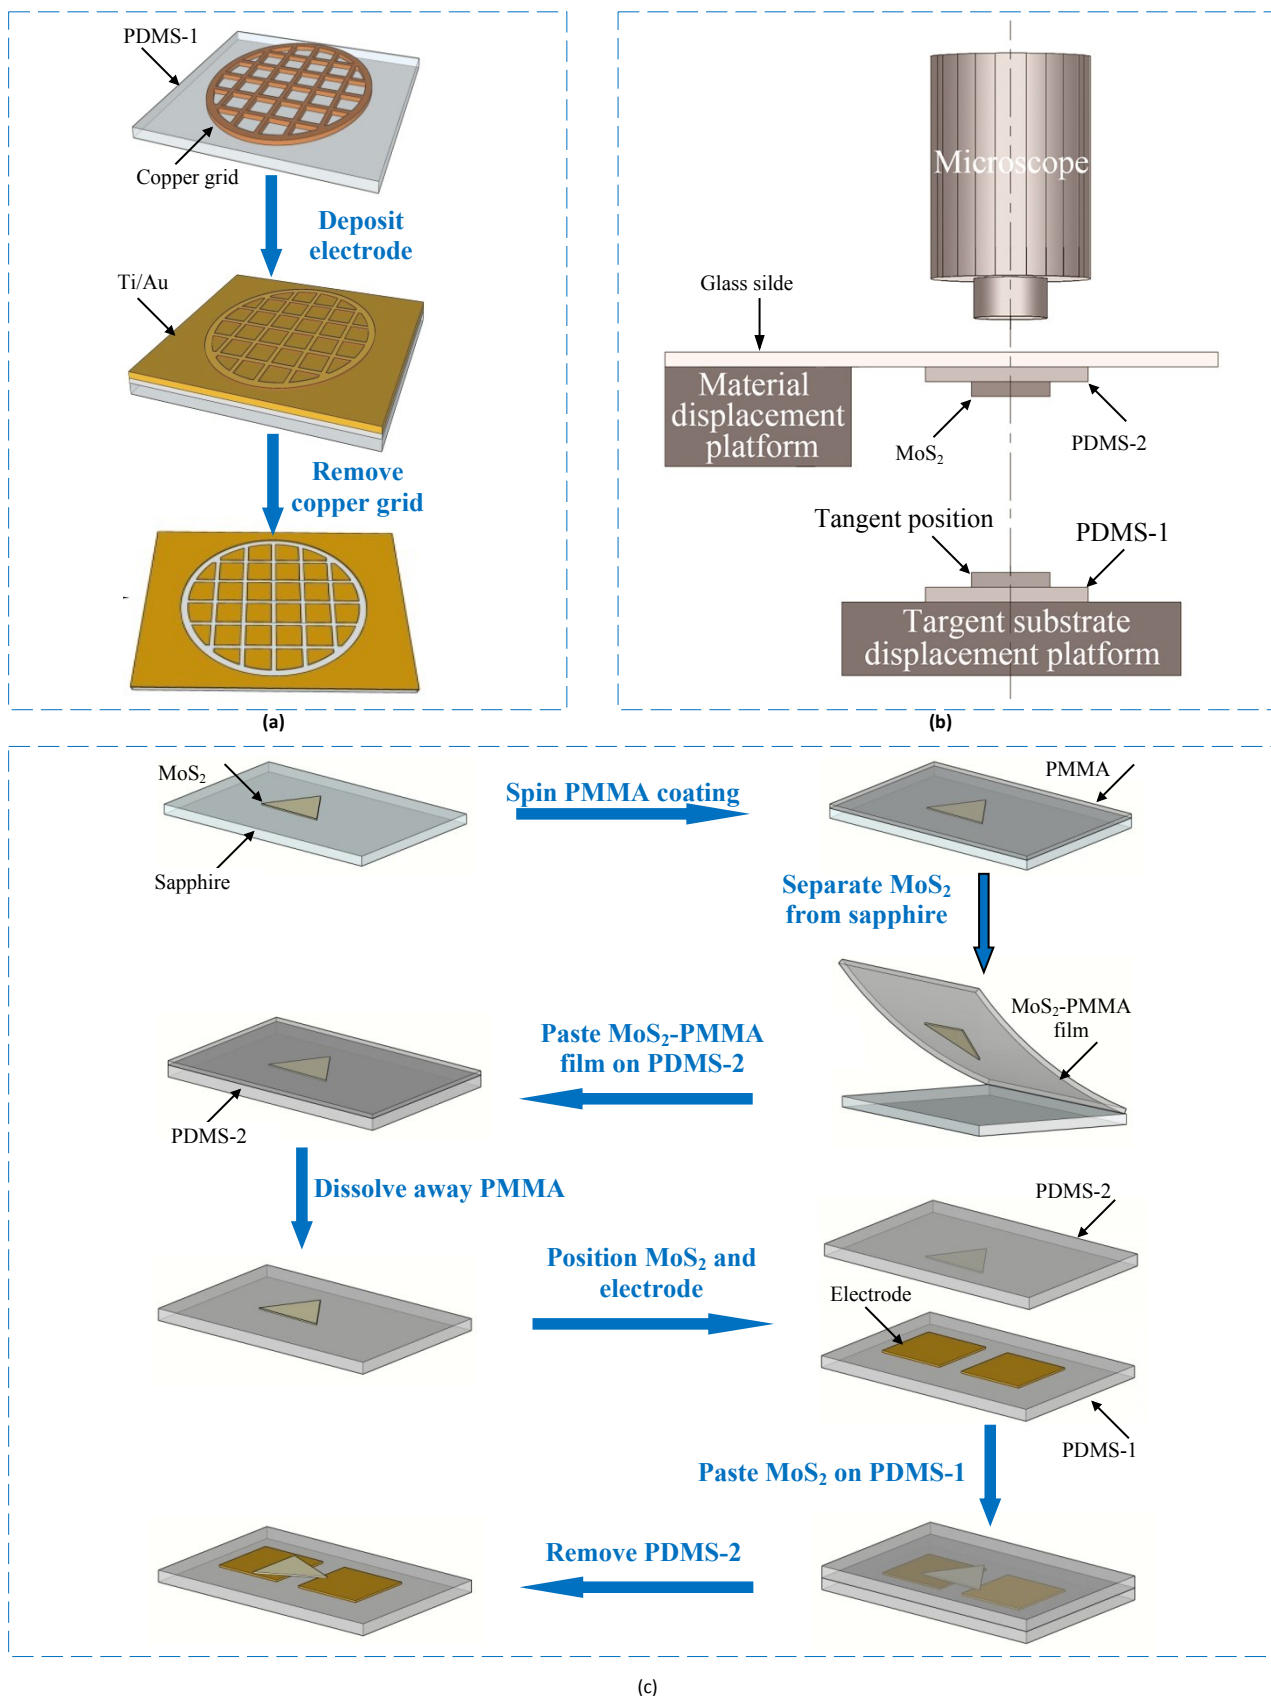 PDMS-1
Copper grid
Deposit
electrode
Ti/Au
Remove
copper grid
(a)
Microscope
Glass silde
Material
displacement
platform
MoS₂
PDMS-2
Tangent position
PDMS-1
Targent substrate
displacement platform
(b)
MoS₂
Sapphire
Spin PMMA coating
PMMA
Separate MoS₂
from sapphire
MoS₂-PMMA
film
Paste MoS₂-PMMA
film on PDMS-2
PDMS-2
Dissolve away PMMA
Position MoS₂ and
electrode
PDMS-2
Electrode
PDMS-1
Paste MoS₂ on PDMS-1
Remove PDMS-2
(c)